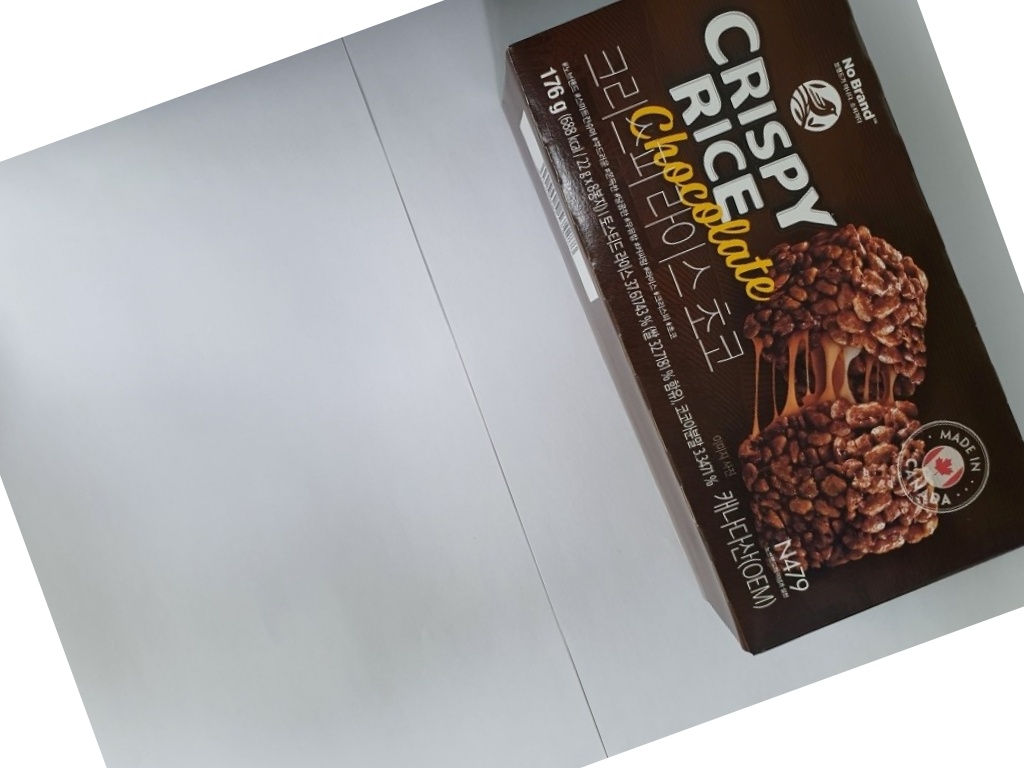 No Brand™
CRISPY
RICE
Chocolate
크리스피 라이스 초코
176 g (688 kcal / 22 g x 8봉지) | 토스티드 라이스 37.61743 % (쌀 32.7181 % 함유), 코코아분말 3.3471 %
MADE IN
CANADA
캐나다산(OEM)
N479